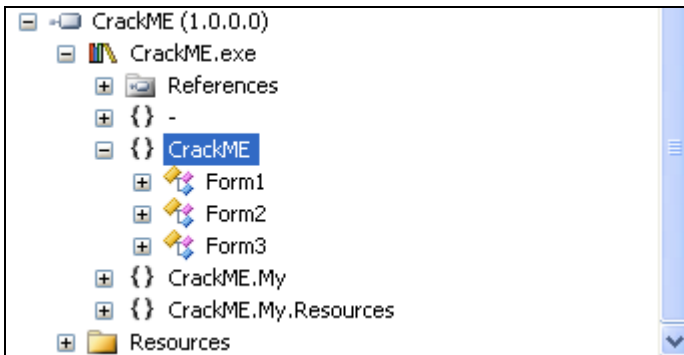 CrackME (1.0.0.0)
CrackME.exe
References
{} -
{} CrackME
Form1
Form2
Form3
{} CrackME.My
{} CrackME.My.Resources
Resources